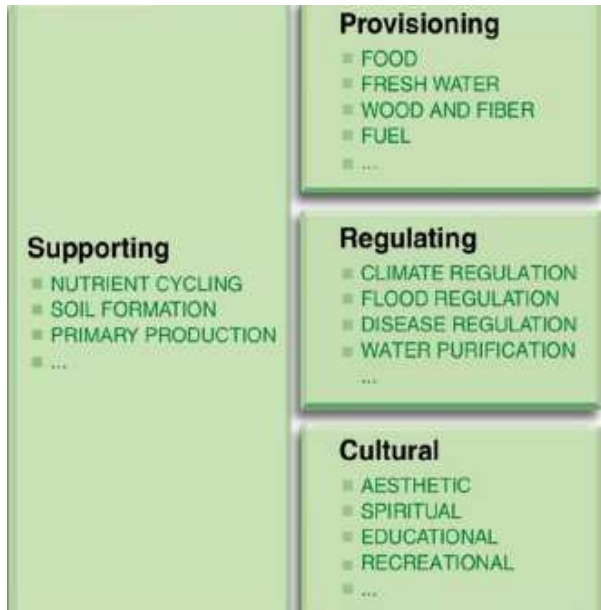 Supporting
NUTRIENT CYCLING
SOIL FORMATION
PRIMARY PRODUCTION
...
Provisioning
FOOD
FRESH WATER
WOOD AND FIBER
FUEL
...
Regulating
CLIMATE REGULATION
FLOOD REGULATION
DISEASE REGULATION
WATER PURIFICATION
...
Cultural
AESTHETIC
SPIRITUAL
EDUCATIONAL
RECREATIONAL
...